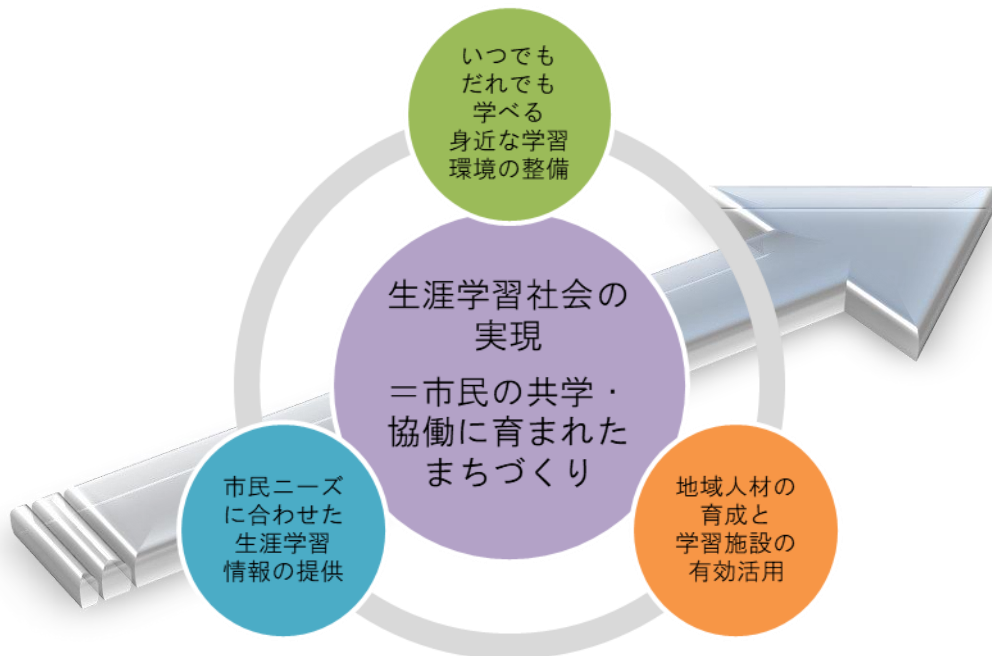 いつでも
だれでも
学べる
身近な学習
環境の整備
生涯学習社会の
実現
＝市民の共学・
協働に育まれた
まちづくり
市民ニーズ
に合わせた
生涯学習
情報の提供
地域人材の
育成と
学習施設の
有効活用